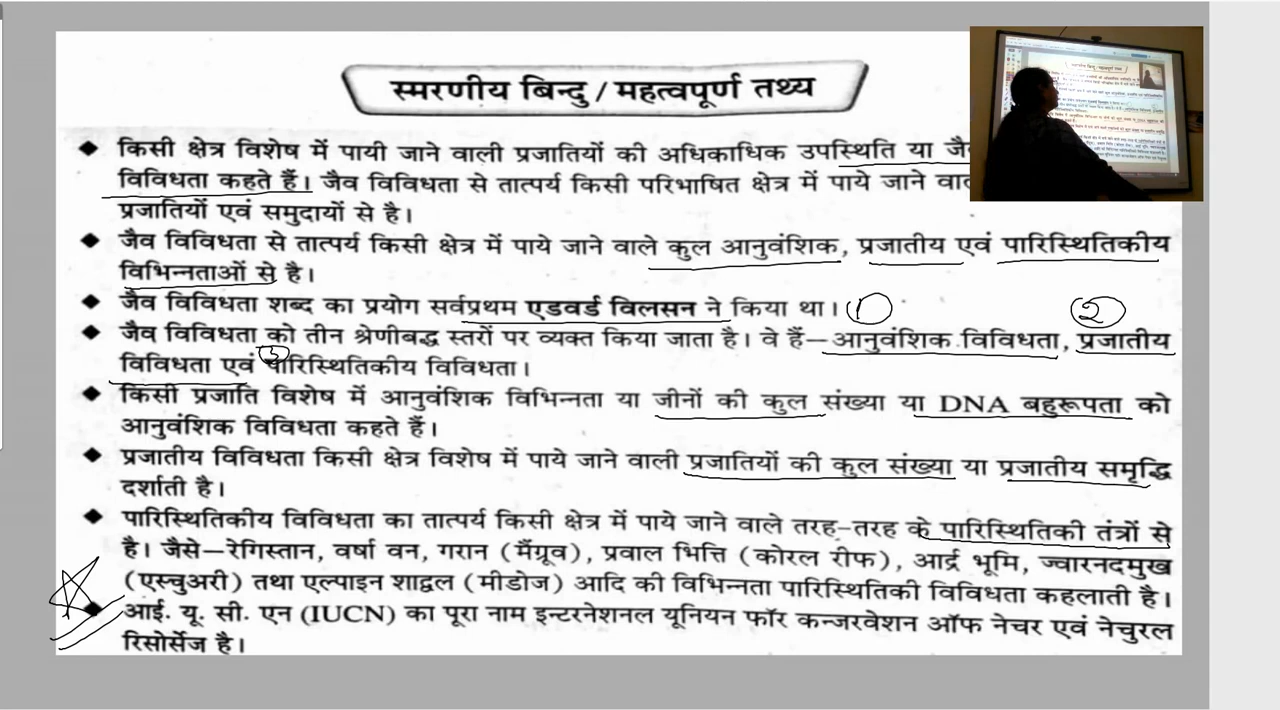 स्मरणीय बिन्दु / महत्वपूर्ण तथ्य
◆ किसी क्षेत्र विशेष में पायी जाने वाली प्रजातियों की अधिकाधिक उपस्थिति या
विविधता कहते हैं। जैव विविधता से तात्पर्य किसी परिभाषित क्षेत्र में पाये जाने
प्रजातियों एवं समुदायों से है।
◆ जैव विविधता से तात्पर्य किसी क्षेत्र में पाये जाने वाले कुल आनुवंशिक, प्रजातीय एवं पारिस्थितिकीय
विभिन्नताओं से है।
◆ जैव विविधता शब्द का प्रयोग सर्वप्रथम एडवर्ड विलसन ने किया था। 1 2
◆ जैव विविधता को तीन श्रेणीबद्ध स्तरों पर व्यक्त किया जाता है। वे हैं–आनुवंशिक विविधता, प्रजातीय
विविधता एवं 3 पारिस्थितिकीय विविधता।
◆ किसी प्रजाति विशेष में आनुवंशिक विभिन्नता या जीनों की कुल संख्या या DNA बहुरूपता को
आनुवंशिक विविधता कहते हैं।
◆ प्रजातीय विविधता किसी क्षेत्र विशेष में पाये जाने वाली प्रजातियों की कुल संख्या या प्रजातीय समृद्धि
दर्शाती है।
◆ पारिस्थितिकीय विविधता का तात्पर्य किसी क्षेत्र में पाये जाने वाले तरह-तरह के पारिस्थितिकी तंत्रों से
है। जैसे–रेगिस्तान, वर्षा वन, गरान (मैंग्रूव), प्रवाल भित्ति (कोरल रीफ), आर्द्र भूमि, ज्वारनदमुख
(एस्चुअरी) तथा एल्पाइन शाद्वल (मीडोज) आदि की विभिन्नता पारिस्थितिकी विविधता कहलाती है।
◆ आई. यू. सी. एन (IUCN) का पूरा नाम इन्टरनेशनल यूनियन फॉर कन्जरवेशन ऑफ नेचर एवं नेचुरल
रिसोर्सेज है।